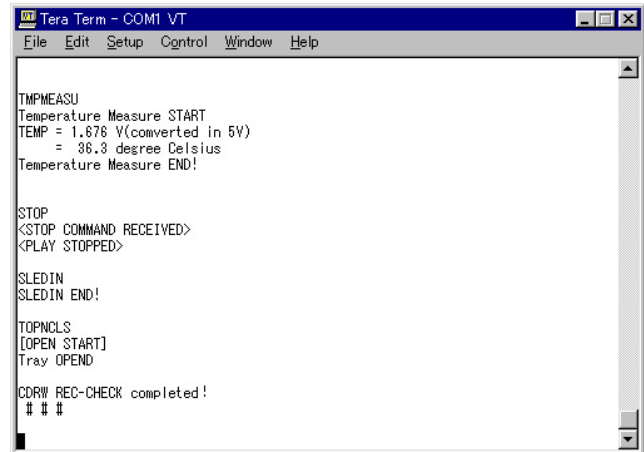 Tera Term - COM1 VT
File Edit Setup Control Window Help
TMPMEASU
Temperature Measure START
TEMP = 1.676 V(comverted in 5V)
= 36.3 degree Celsius
Temperature Measure END!
STOP
<STOP COMMAND RECEIVED>
<PLAY STOPPED>
SLEDIN
SLEDIN END!
TOPNCLS
[OPEN START]
Tray OPEND
CDRW REC-CHECK completed!
# # #